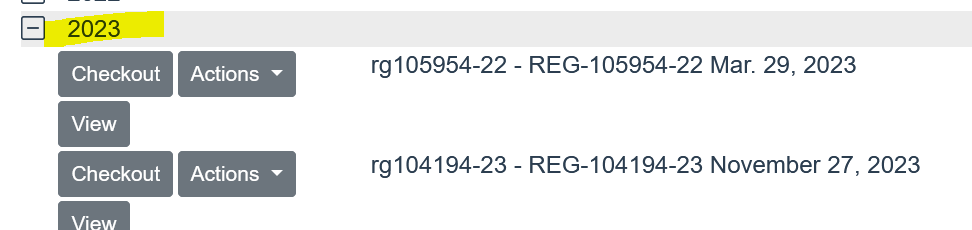 2023
Checkout Actions rg105954-22 - REG-105954-22 Mar. 29, 2023
View
Checkout Actions rg104194-23 - REG-104194-23 November 27, 2023
View